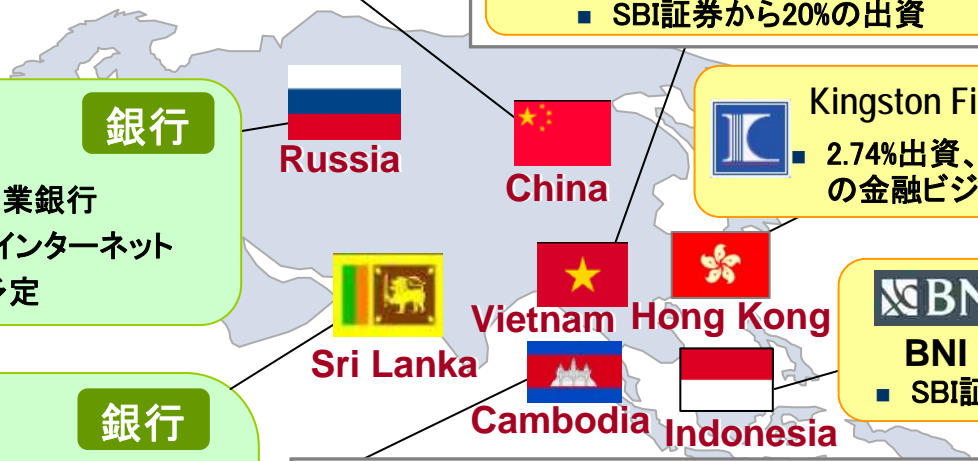 ■ SBI証券から20%の出資
銀行
業銀行
インターネット
予定
Russia
China
Kingston Fi
■ 2.74%出資、
の金融ビジ
Sri Lanka
Vietnam
Hong Kong
BN
BNI
■ SBI証
銀行
Cambodia
Indonesia